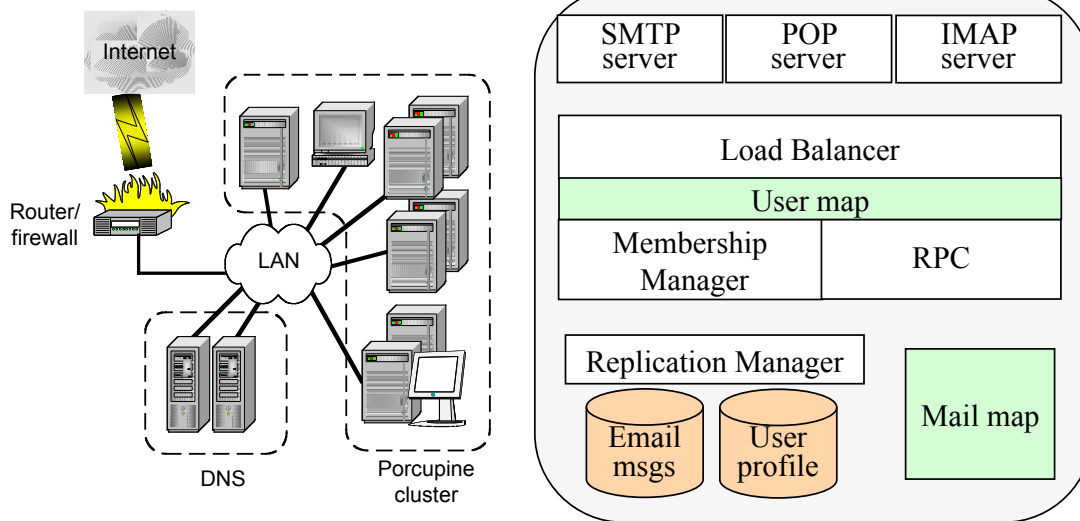 Internet
Router/
firewall
LAN
DNS
Porcupine
cluster
SMTP
server
POP
server
IMAP
server
Load Balancer
User map
Membership
Manager
RPC
Replication Manager
Email
msgs
User
profile
Mail map